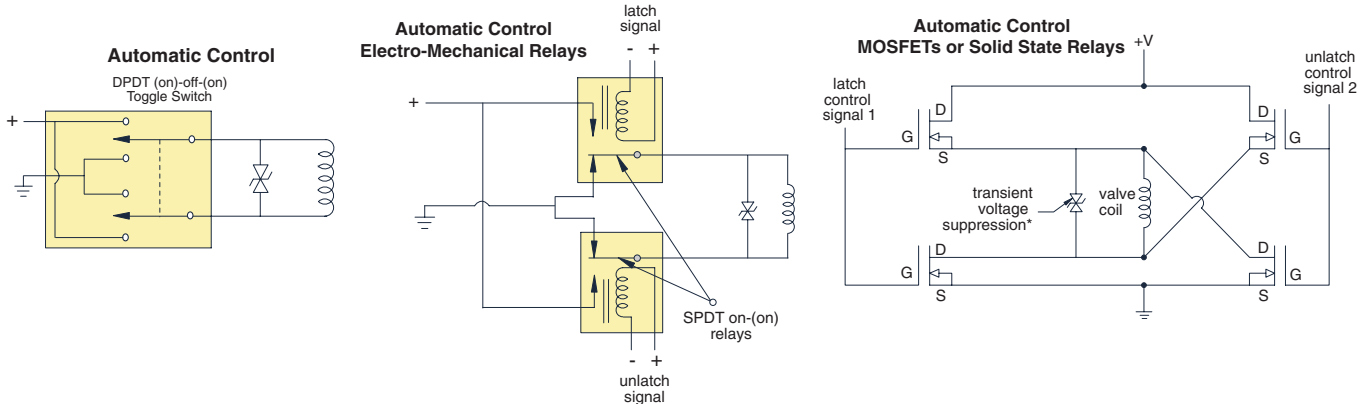 Automatic Control
DPDT (on)-off-(on)
Toggle Switch
+
Automatic Control
Electro-Mechanical Relays
latch
signal
- +
+
SPDT on-(on)
relays
- +
unlatch
signal
Automatic Control
MOSFETs or Solid State Relays
+V
latch
control
signal 1
unlatch
control
signal 2
D
G
S
D
G
S
transient
voltage
suppression*
valve
coil
D
G
S
D
G
S